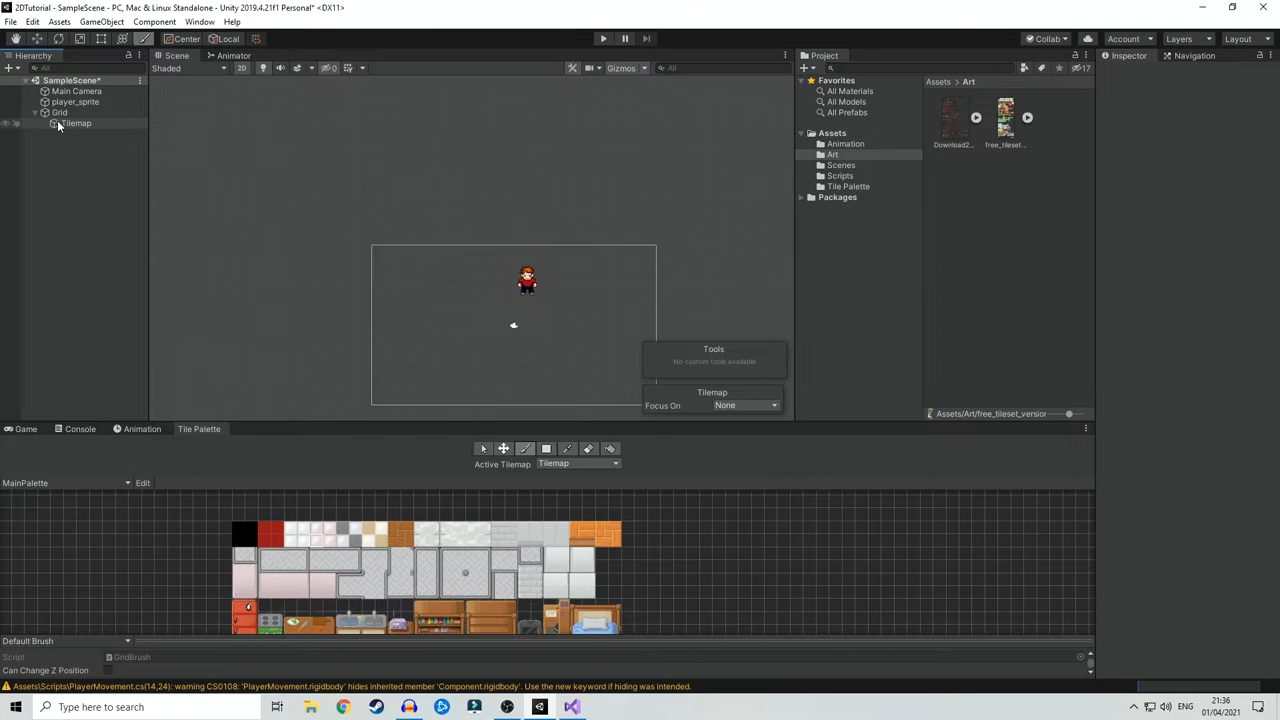 2DTutorial - SampleScene - PC, Mac & Linux Standalone - Unity 2019.4.21f1 Personal* <DX11>
File Edit Assets GameObject Component Window Help
Center Local Collab Account Layers Layout
Hierarchy Scene Animator Project Inspector Navigation
All Shaded 2D 0 Gizmos All 17
SampleScene*
Main Camera
player_sprite
Grid
Tilemap
Favorites
All Materials
All Models
All Prefabs
Assets
Animation
Art
Scenes
Scripts
Tile Palette
Packages
Assets > Art
Download2... free_tileset...
Tools
No custom tools available
Tilemap
Focus On None
Assets/Art/free_tileset_version
Game Console Animation Tile Palette
Active Tilemap Tilemap
MainPalette Edit
Default Brush
Script GridBrush
Can Change Z Position
Assets\Scripts\PlayerMovement.cs(14,24): warning CS0108: 'PlayerMovement.rigidbody' hides inherited member 'Component.rigidbody'. Use the new keyword if hiding was intended.
Type here to search
21:36
01/04/2021